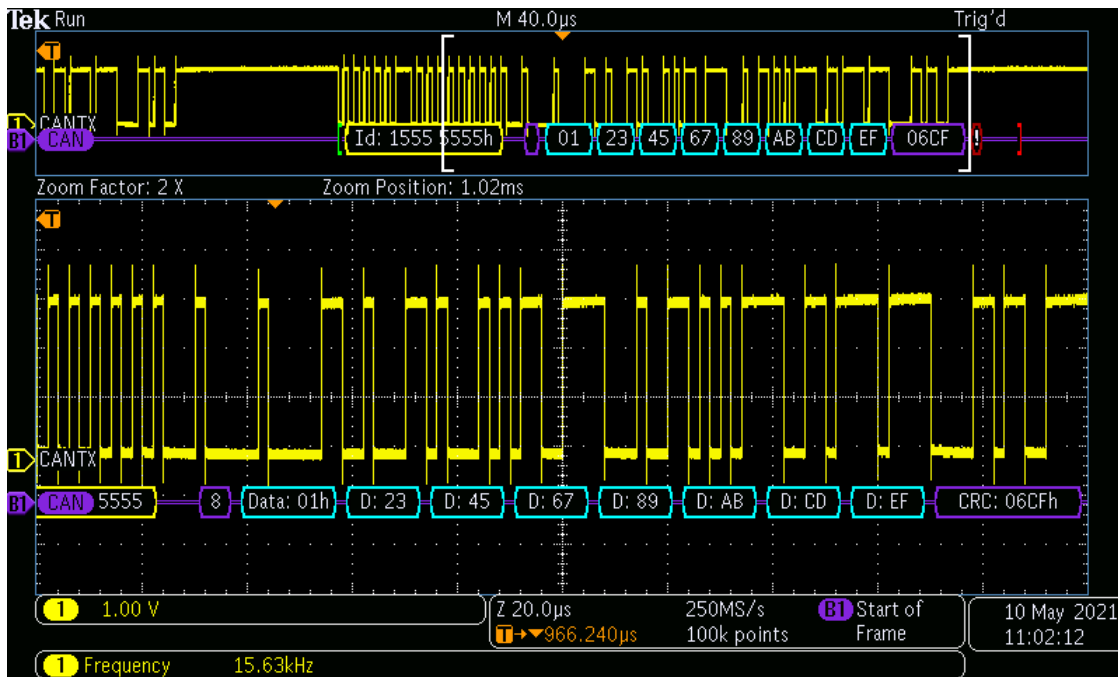 Tek Run M 40.0µs Trig'd
T
1 CANTX
B1 CAN Id: 1555 5555h 01 23 45 67 89 AB CD EF 06CF !
Zoom Factor: 2 X Zoom Position: 1.02ms
T
1 CANTX
B1 CAN 5555 8 Data: 01h D: 23 D: 45 D: 67 D: 89 D: AB D: CD D: EF CRC: 06CFh
1 1.00 V Z 20.0µs 250MS/s B1 Start of 10 May 2021
T→▼966.240µs 100k points Frame 11:02:12
1 Frequency 15.63kHz